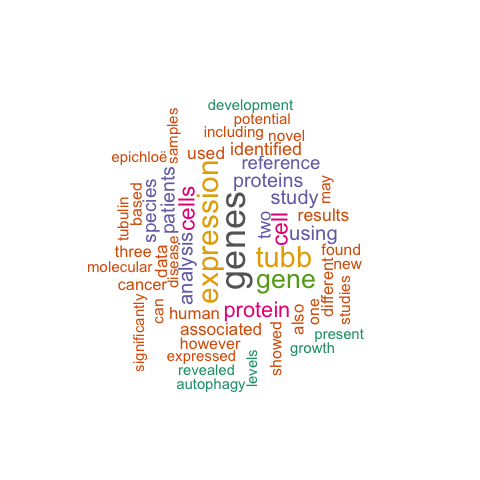 development
potential
including
novel
samples
used
identified
epichloë
reference
patients
proteins
species
based
tubulin
cells
expression
genes
study
may
two
cell
results
using
analysis
three
data
disease
molecular
tubb
found
new
different
cancer
gene
studies
can
human
protein
also
one
significantly
associated
showed
present
however
growth
expressed
revealed
levels
autophagy